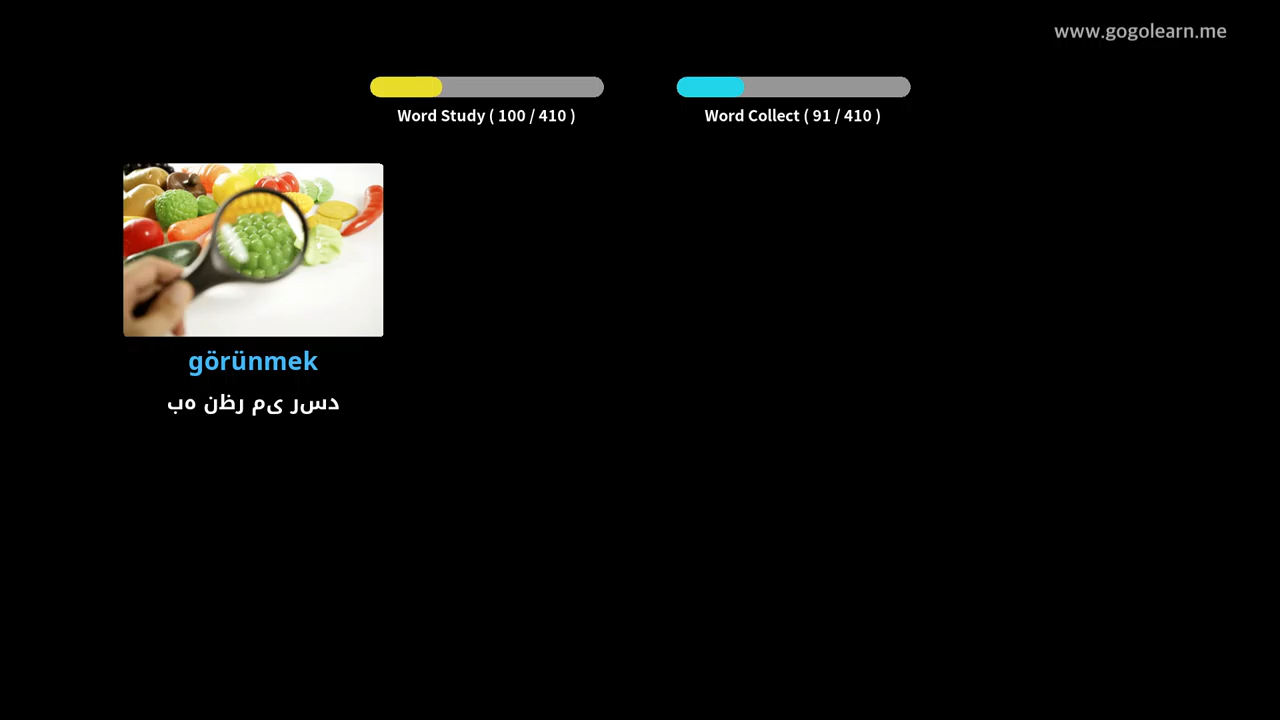 www.gogolearn.me
Word Study ( 100 / 410 )
Word Collect ( 91 / 410 )
görünmek
دسر یم رظن هب